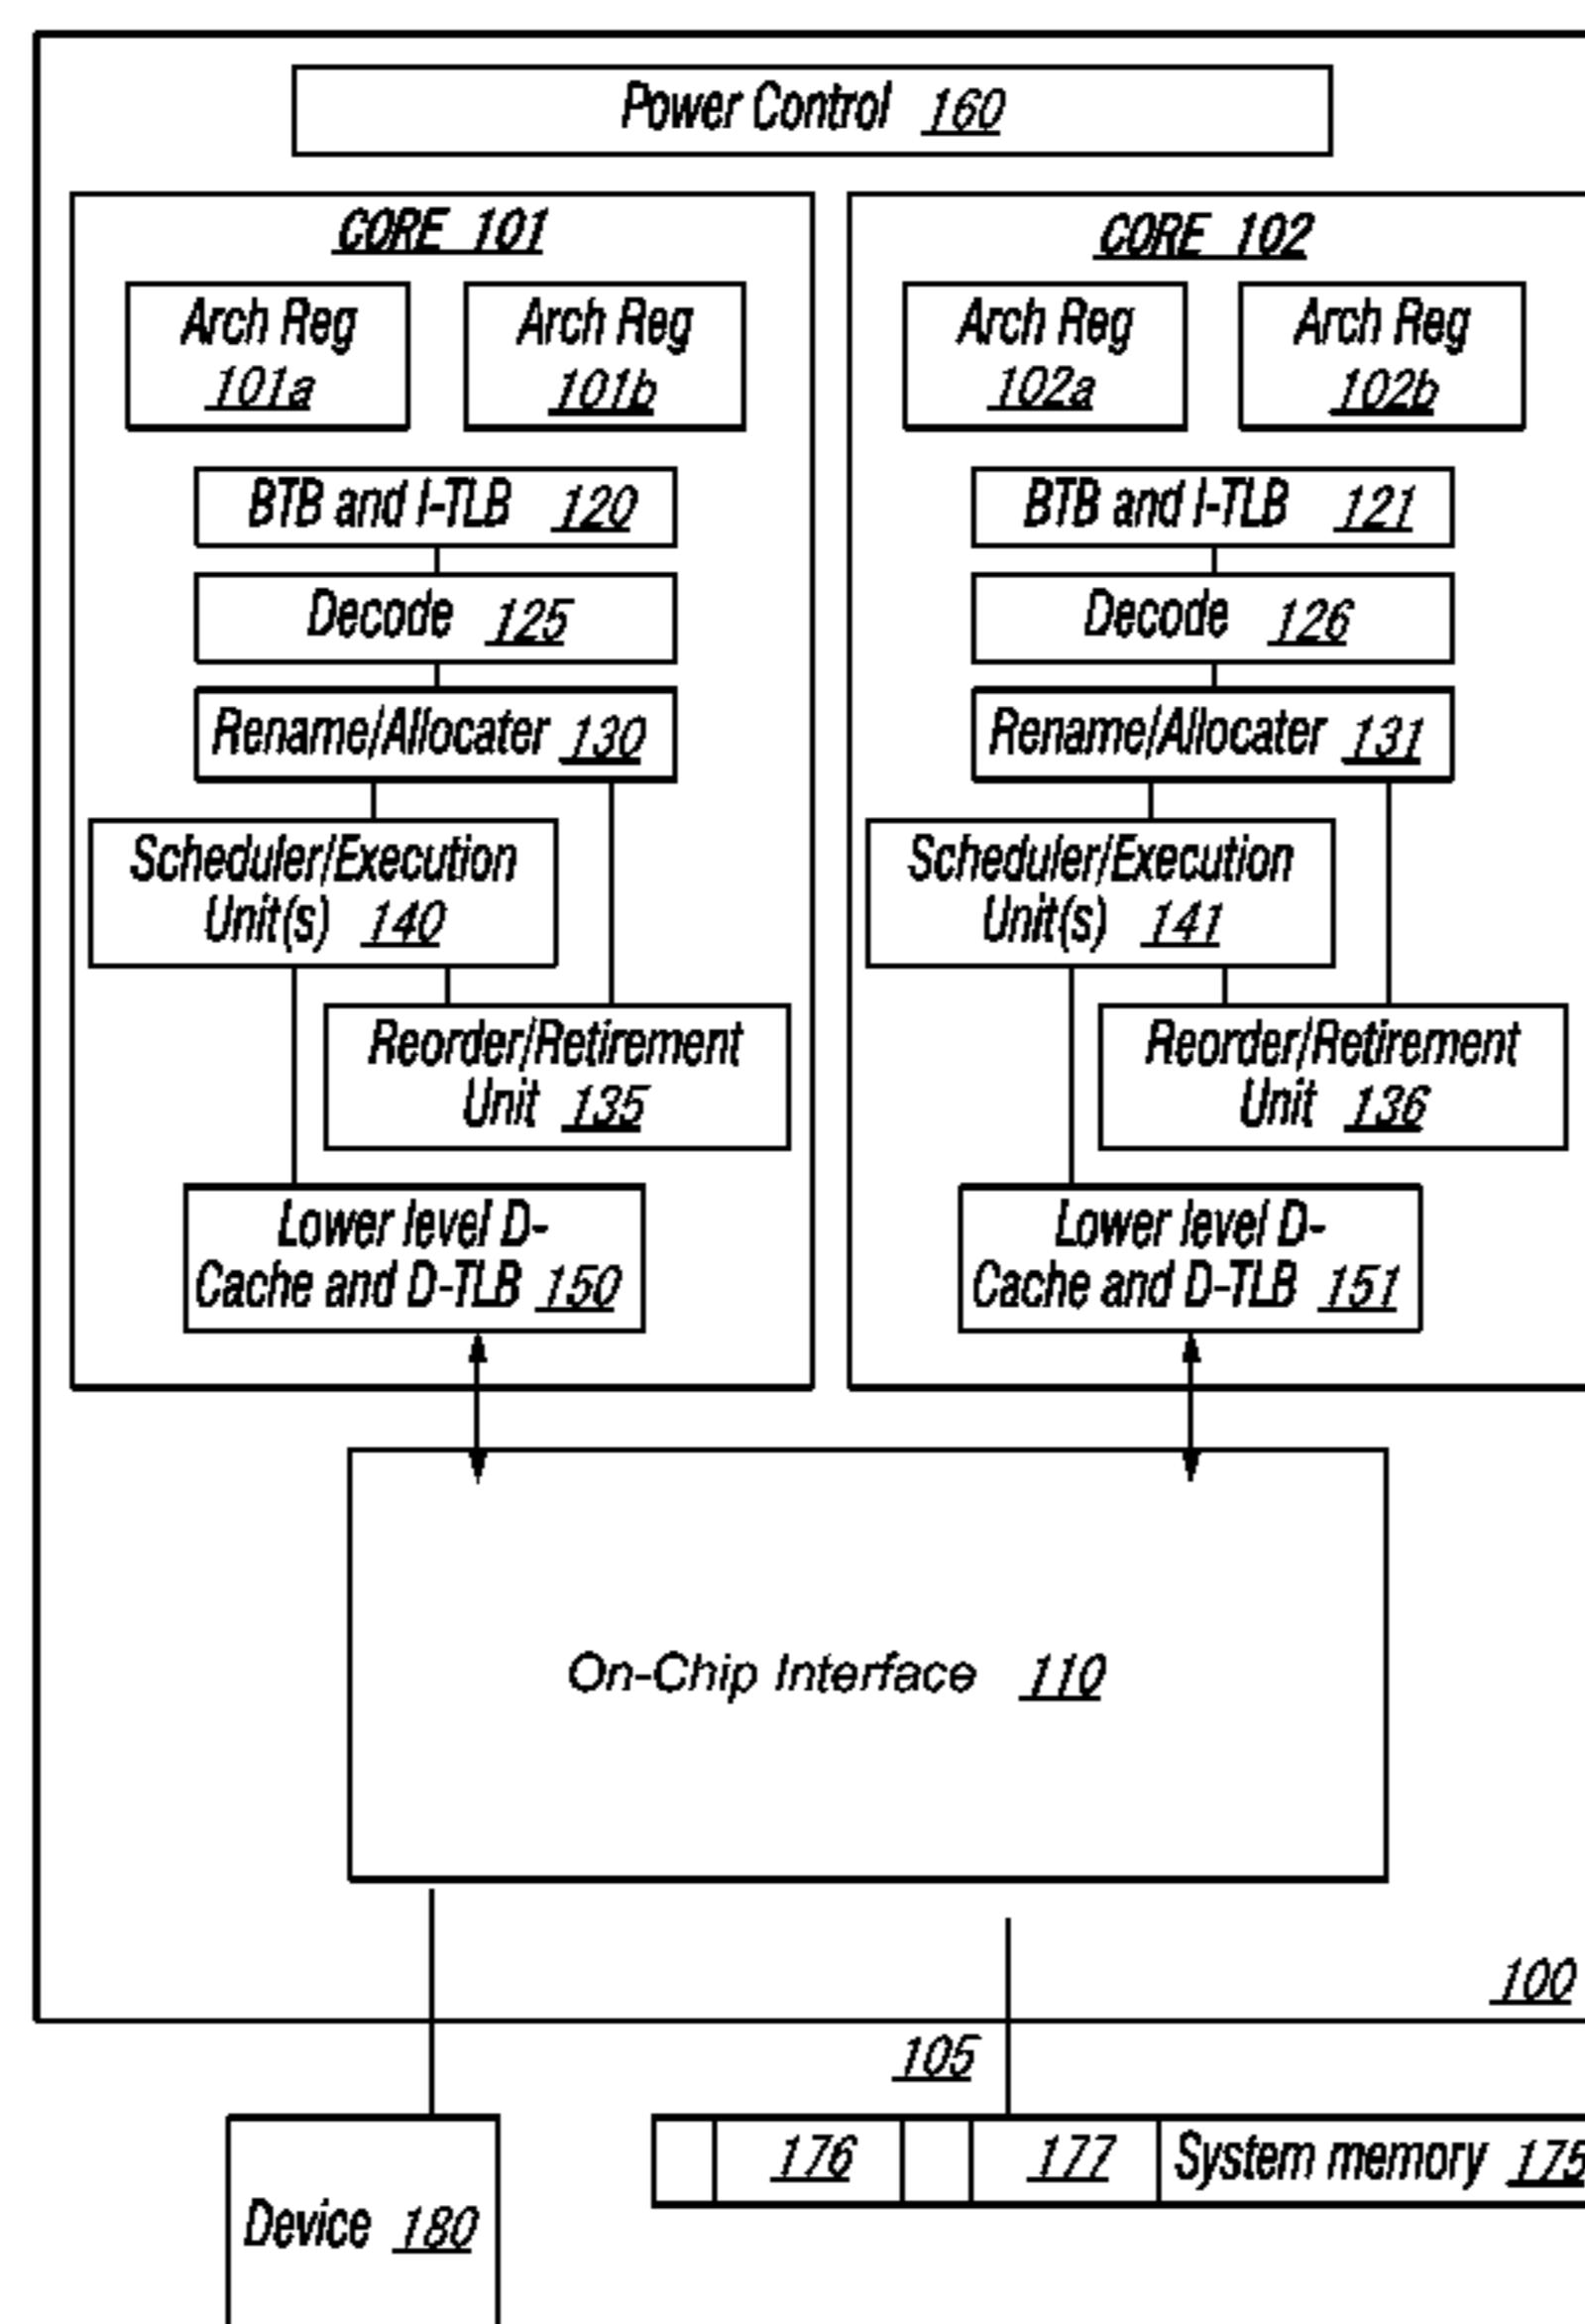 Power Control 160
CORE 101
Arch Reg
101a
Arch Reg
101b
BTB and I-TLB 120
Decode 125
Rename/Allocater 130
Scheduler/Execution
Unit(s) 140
Reorder/Retirement
Unit 135
Lower level D-
Cache and D-TLB 150
CORE 102
Arch Reg
102a
Arch Reg
102b
BTB and I-TLB 121
Decode 126
Rename/Allocater 131
Scheduler/Execution
Unit(s) 141
Reorder/Retirement
Unit 136
Lower level D-
Cache and D-TLB 151
On-Chip Interface 110
100
105
176
177
System memory 175
Device 180